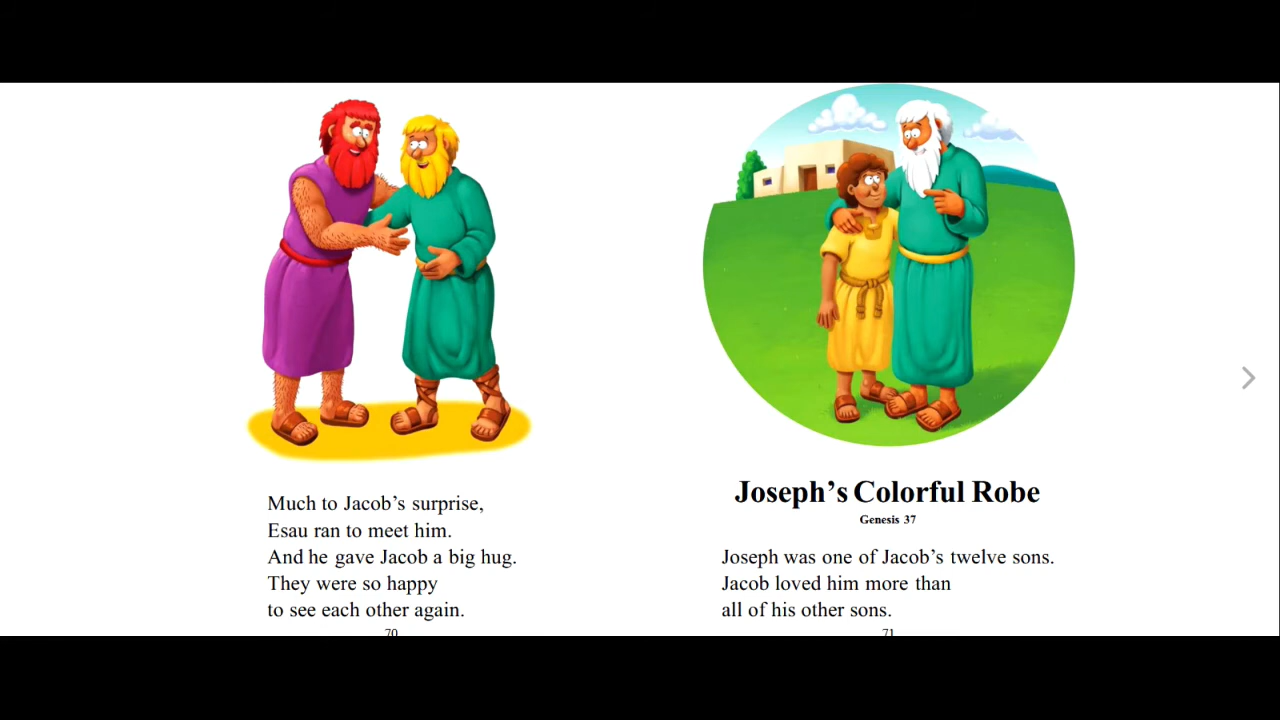 Much to Jacob’s surprise,
Esau ran to meet him.
And he gave Jacob a big hug.
They were so happy
to see each other again.
70
Joseph’s Colorful Robe
Genesis 37
Joseph was one of Jacob’s twelve sons.
Jacob loved him more than
all of his other sons.
71